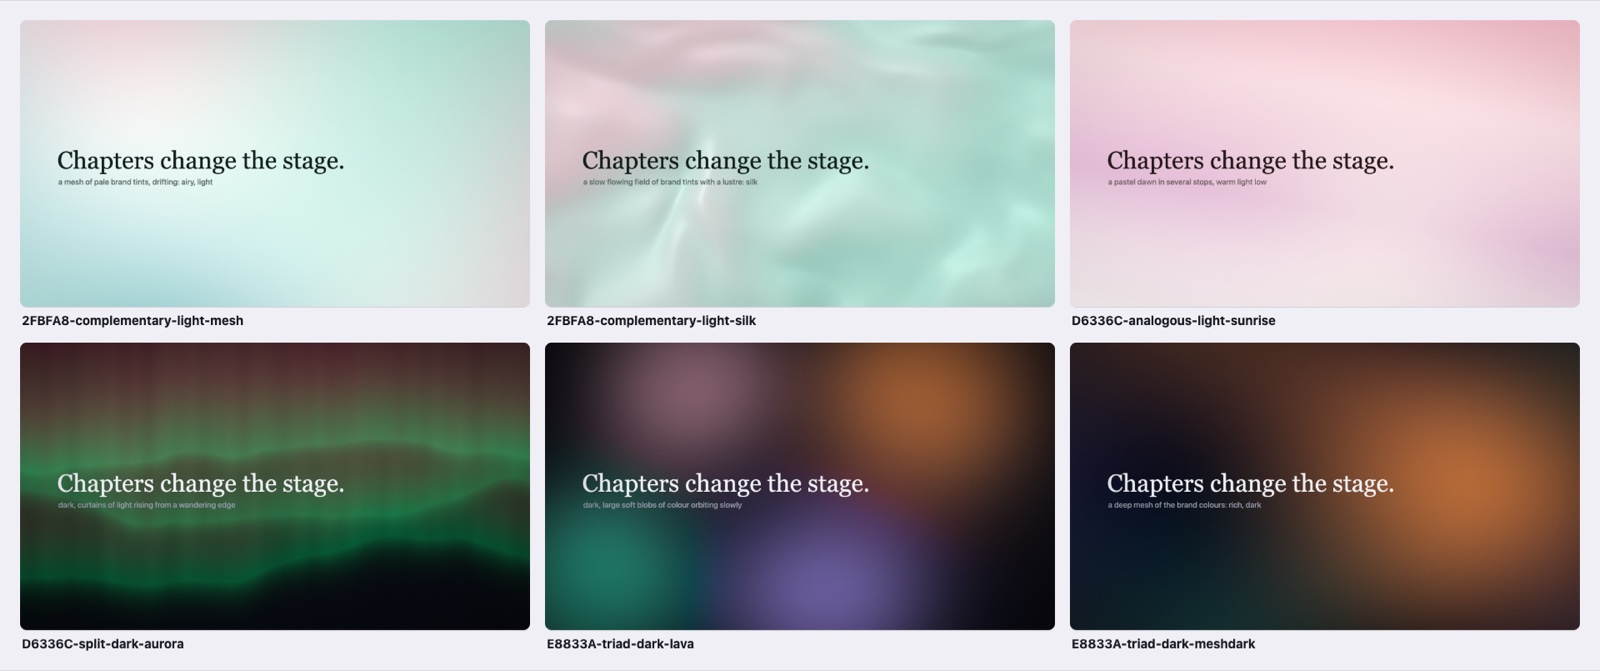 Chapters change the stage.
a mesh of pale brand tints, drifting: airy, light
2FBFA8-complementary-light-mesh
Chapters change the stage.
a slow flowing field of brand tints with a lustre: silk
2FBFA8-complementary-light-silk
Chapters change the stage.
a pastel dawn in several stops, warm light low
D6336C-analogous-light-sunrise
Chapters change the stage.
dark, curtains of light rising from a wandering edge
D6336C-split-dark-aurora
Chapters change the stage.
dark, large soft blobs of colour orbiting slowly
E8833A-triad-dark-lava
Chapters change the stage.
a deep mesh of the brand colours: rich, dark
E8833A-triad-dark-meshdark